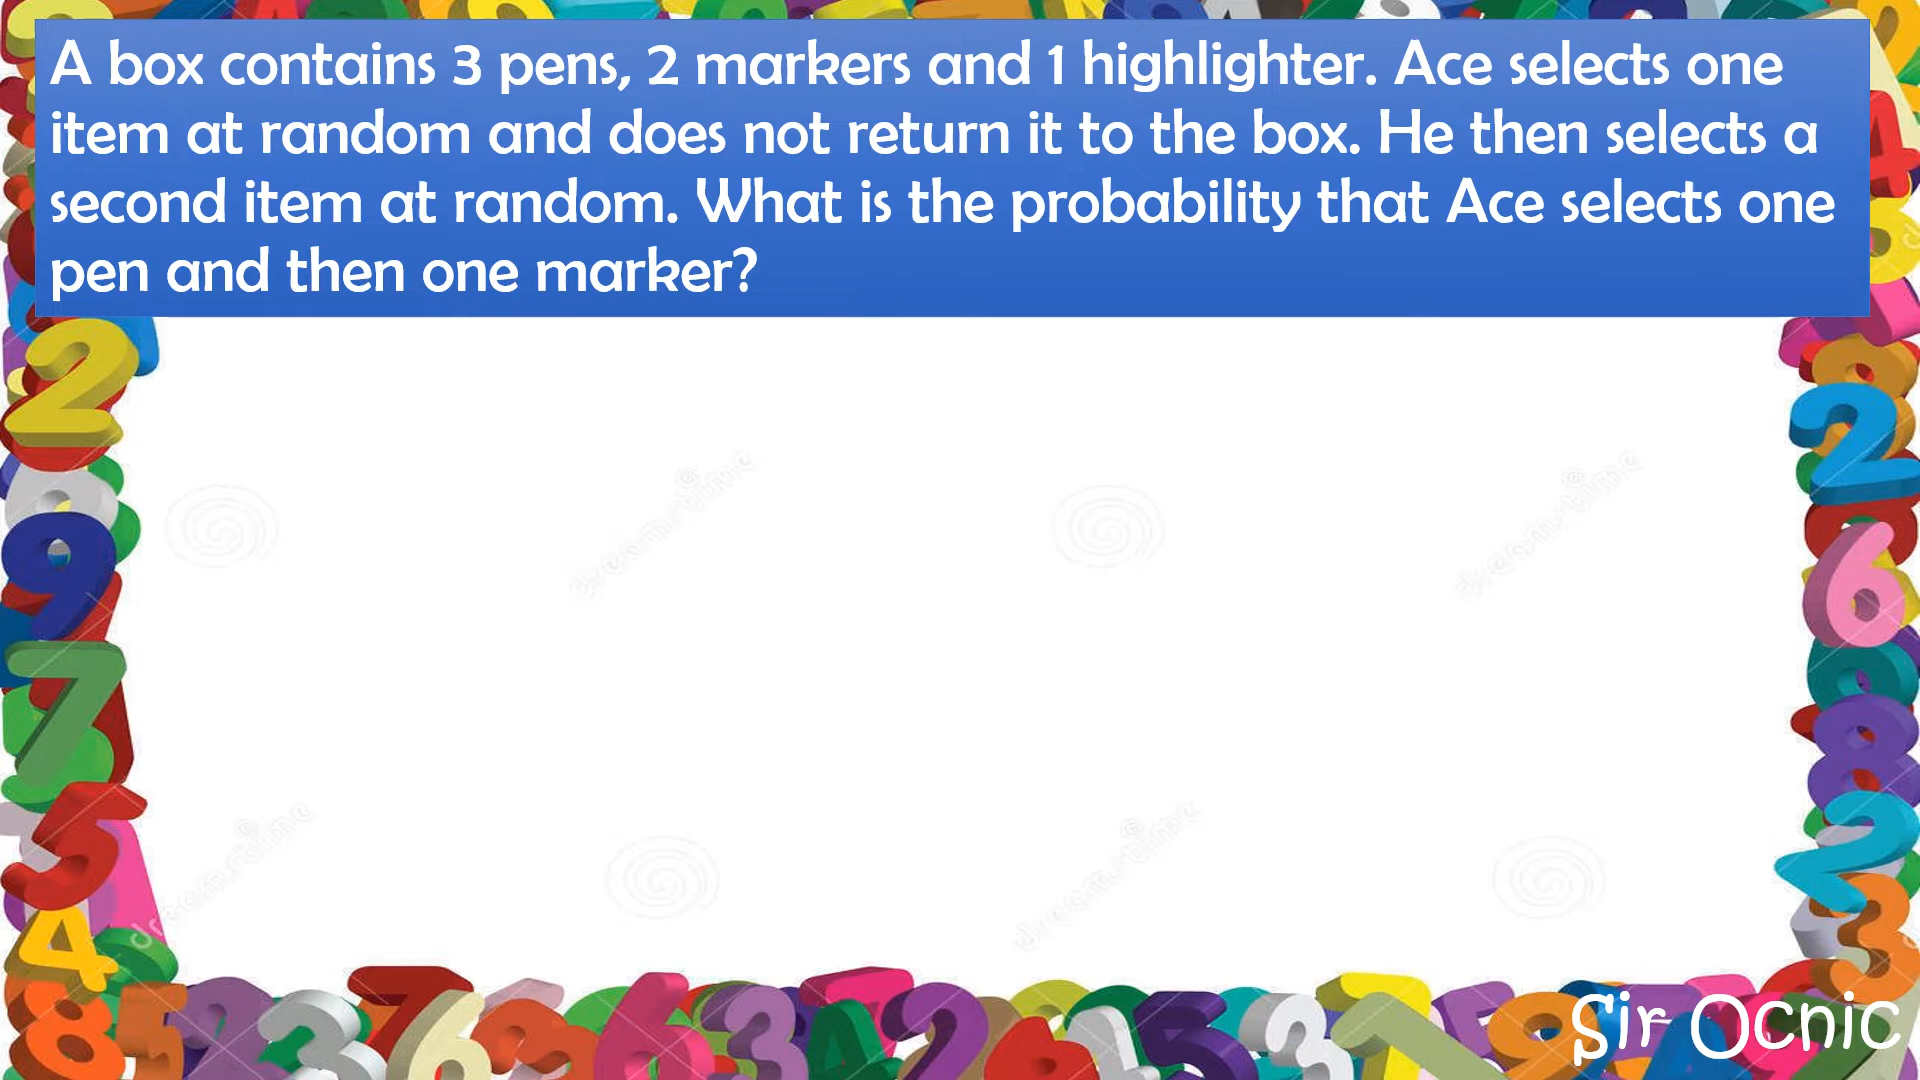 A box contains 3 pens, 2 markers and 1 highlighter. Ace selects one
item at random and does not return it to the box. He then selects a
second item at random. What is the probability that Ace selects one
pen and then one marker?
Sir Ocnic